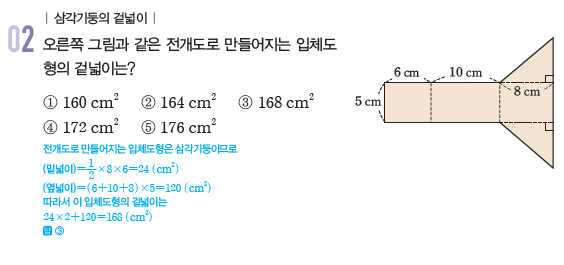 | 삼각기둥의 겉넓이 |
02 오른쪽 그림과 같은 전개도로 만들어지는 입체도
형의 겉넓이는?
① 160 cm² ② 164 cm² ③ 168 cm²
④ 172 cm² ⑤ 176 cm²
전개도로 만들어지는 입체도형은 삼각기둥이므로
(밑넓이)=1/2×8×6=24 (cm²)
(옆넓이)=(6+10+8)×5=120 (cm²)
따라서 이 입체도형의 겉넓이는
24×2+120=168 (cm²)
답 ③
6 cm
10 cm
8 cm
5 cm